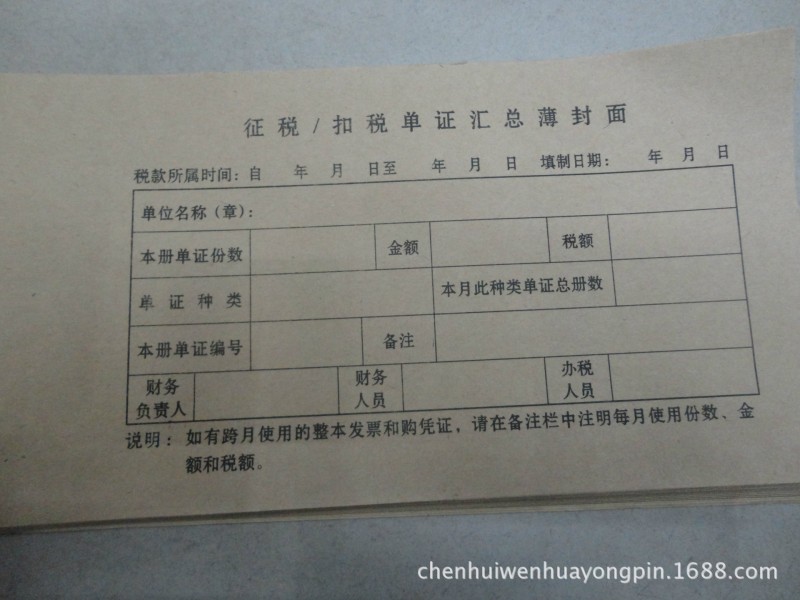 征税/扣税单证汇总薄封面
税款所属时间：自 年 月 日至 年 月 日 填制日期： 年 月 日
单位名称（章）：
本册单证份数 金额 税额
单证种类 本月此种类单证总册数
本册单证编号 备注
财务负责人 财务人员 办税人员
说明：如有跨月使用的整本发票和购凭证，请在备注栏中注明每月使用份数、金
额和税额。
chenhuiwenhuayongpin.1688.com